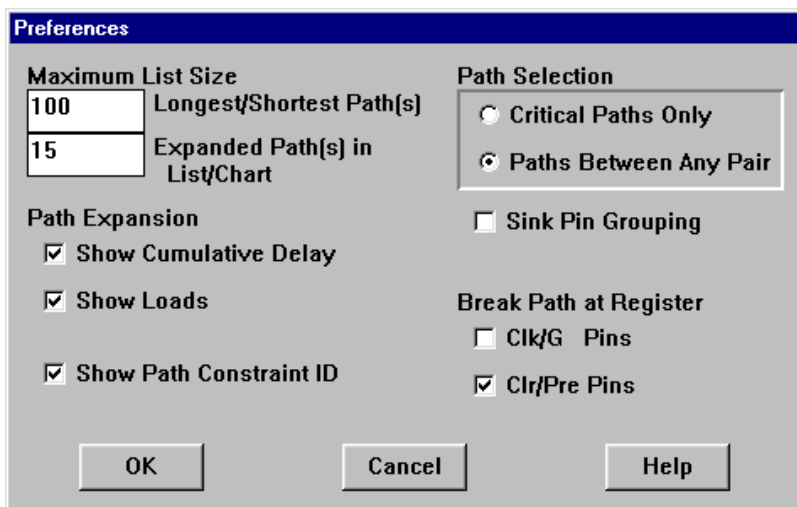 Preferences
Maximum List Size
100 Longest/Shortest Path(s)
15 Expanded Path(s) in
List/Chart
Path Expansion
Show Cumulative Delay
Show Loads
Show Path Constraint ID
Path Selection
Critical Paths Only
Paths Between Any Pair
Sink Pin Grouping
Break Path at Register
Clk/G Pins
Clr/Pre Pins
OK Cancel Help